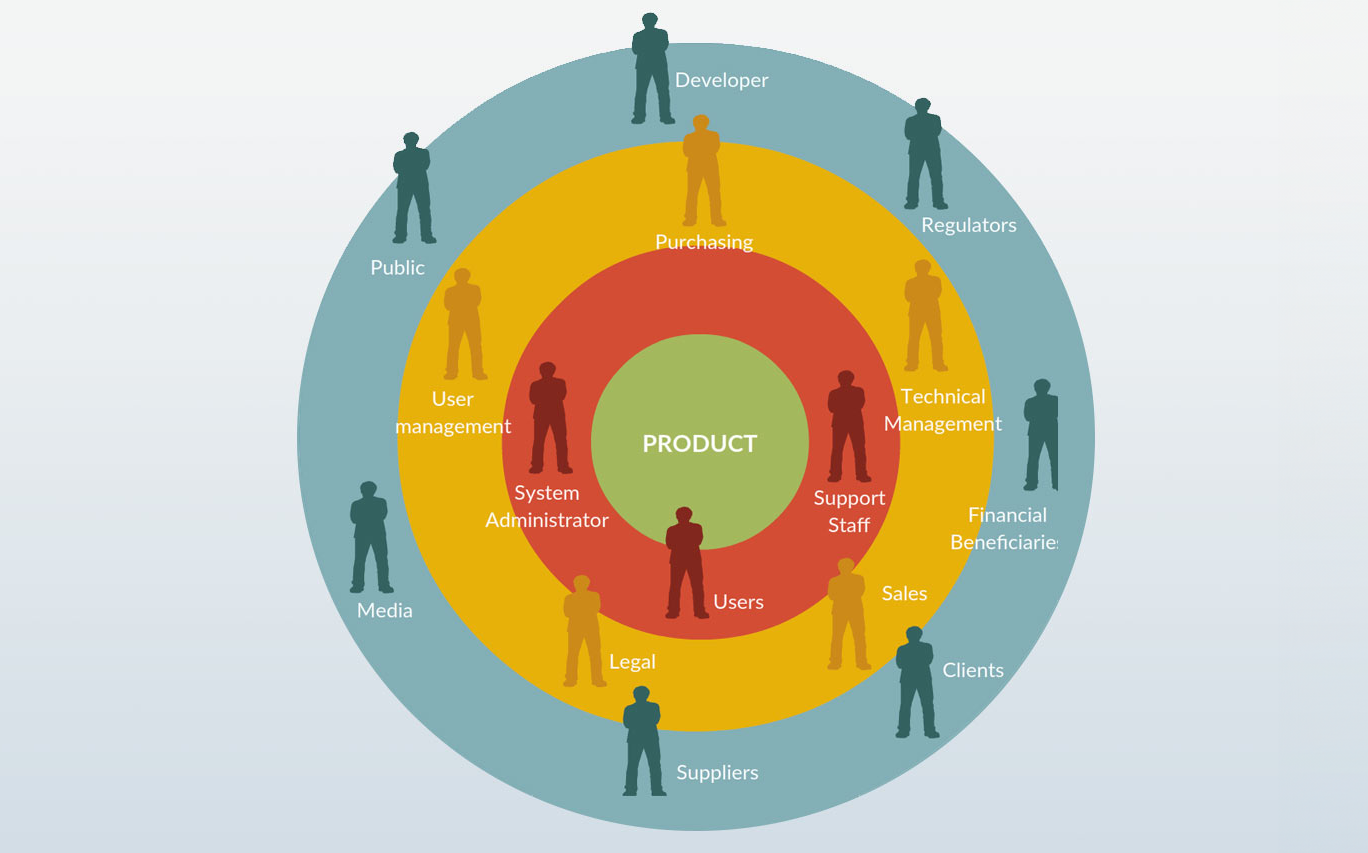 Developer
Regulators
Purchasing
Public
User
management
Technical
Management
PRODUCT
System
Administrator
Support
Staff
Financial
Beneficiaries
Users
Sales
Media
Legal
Clients
Suppliers